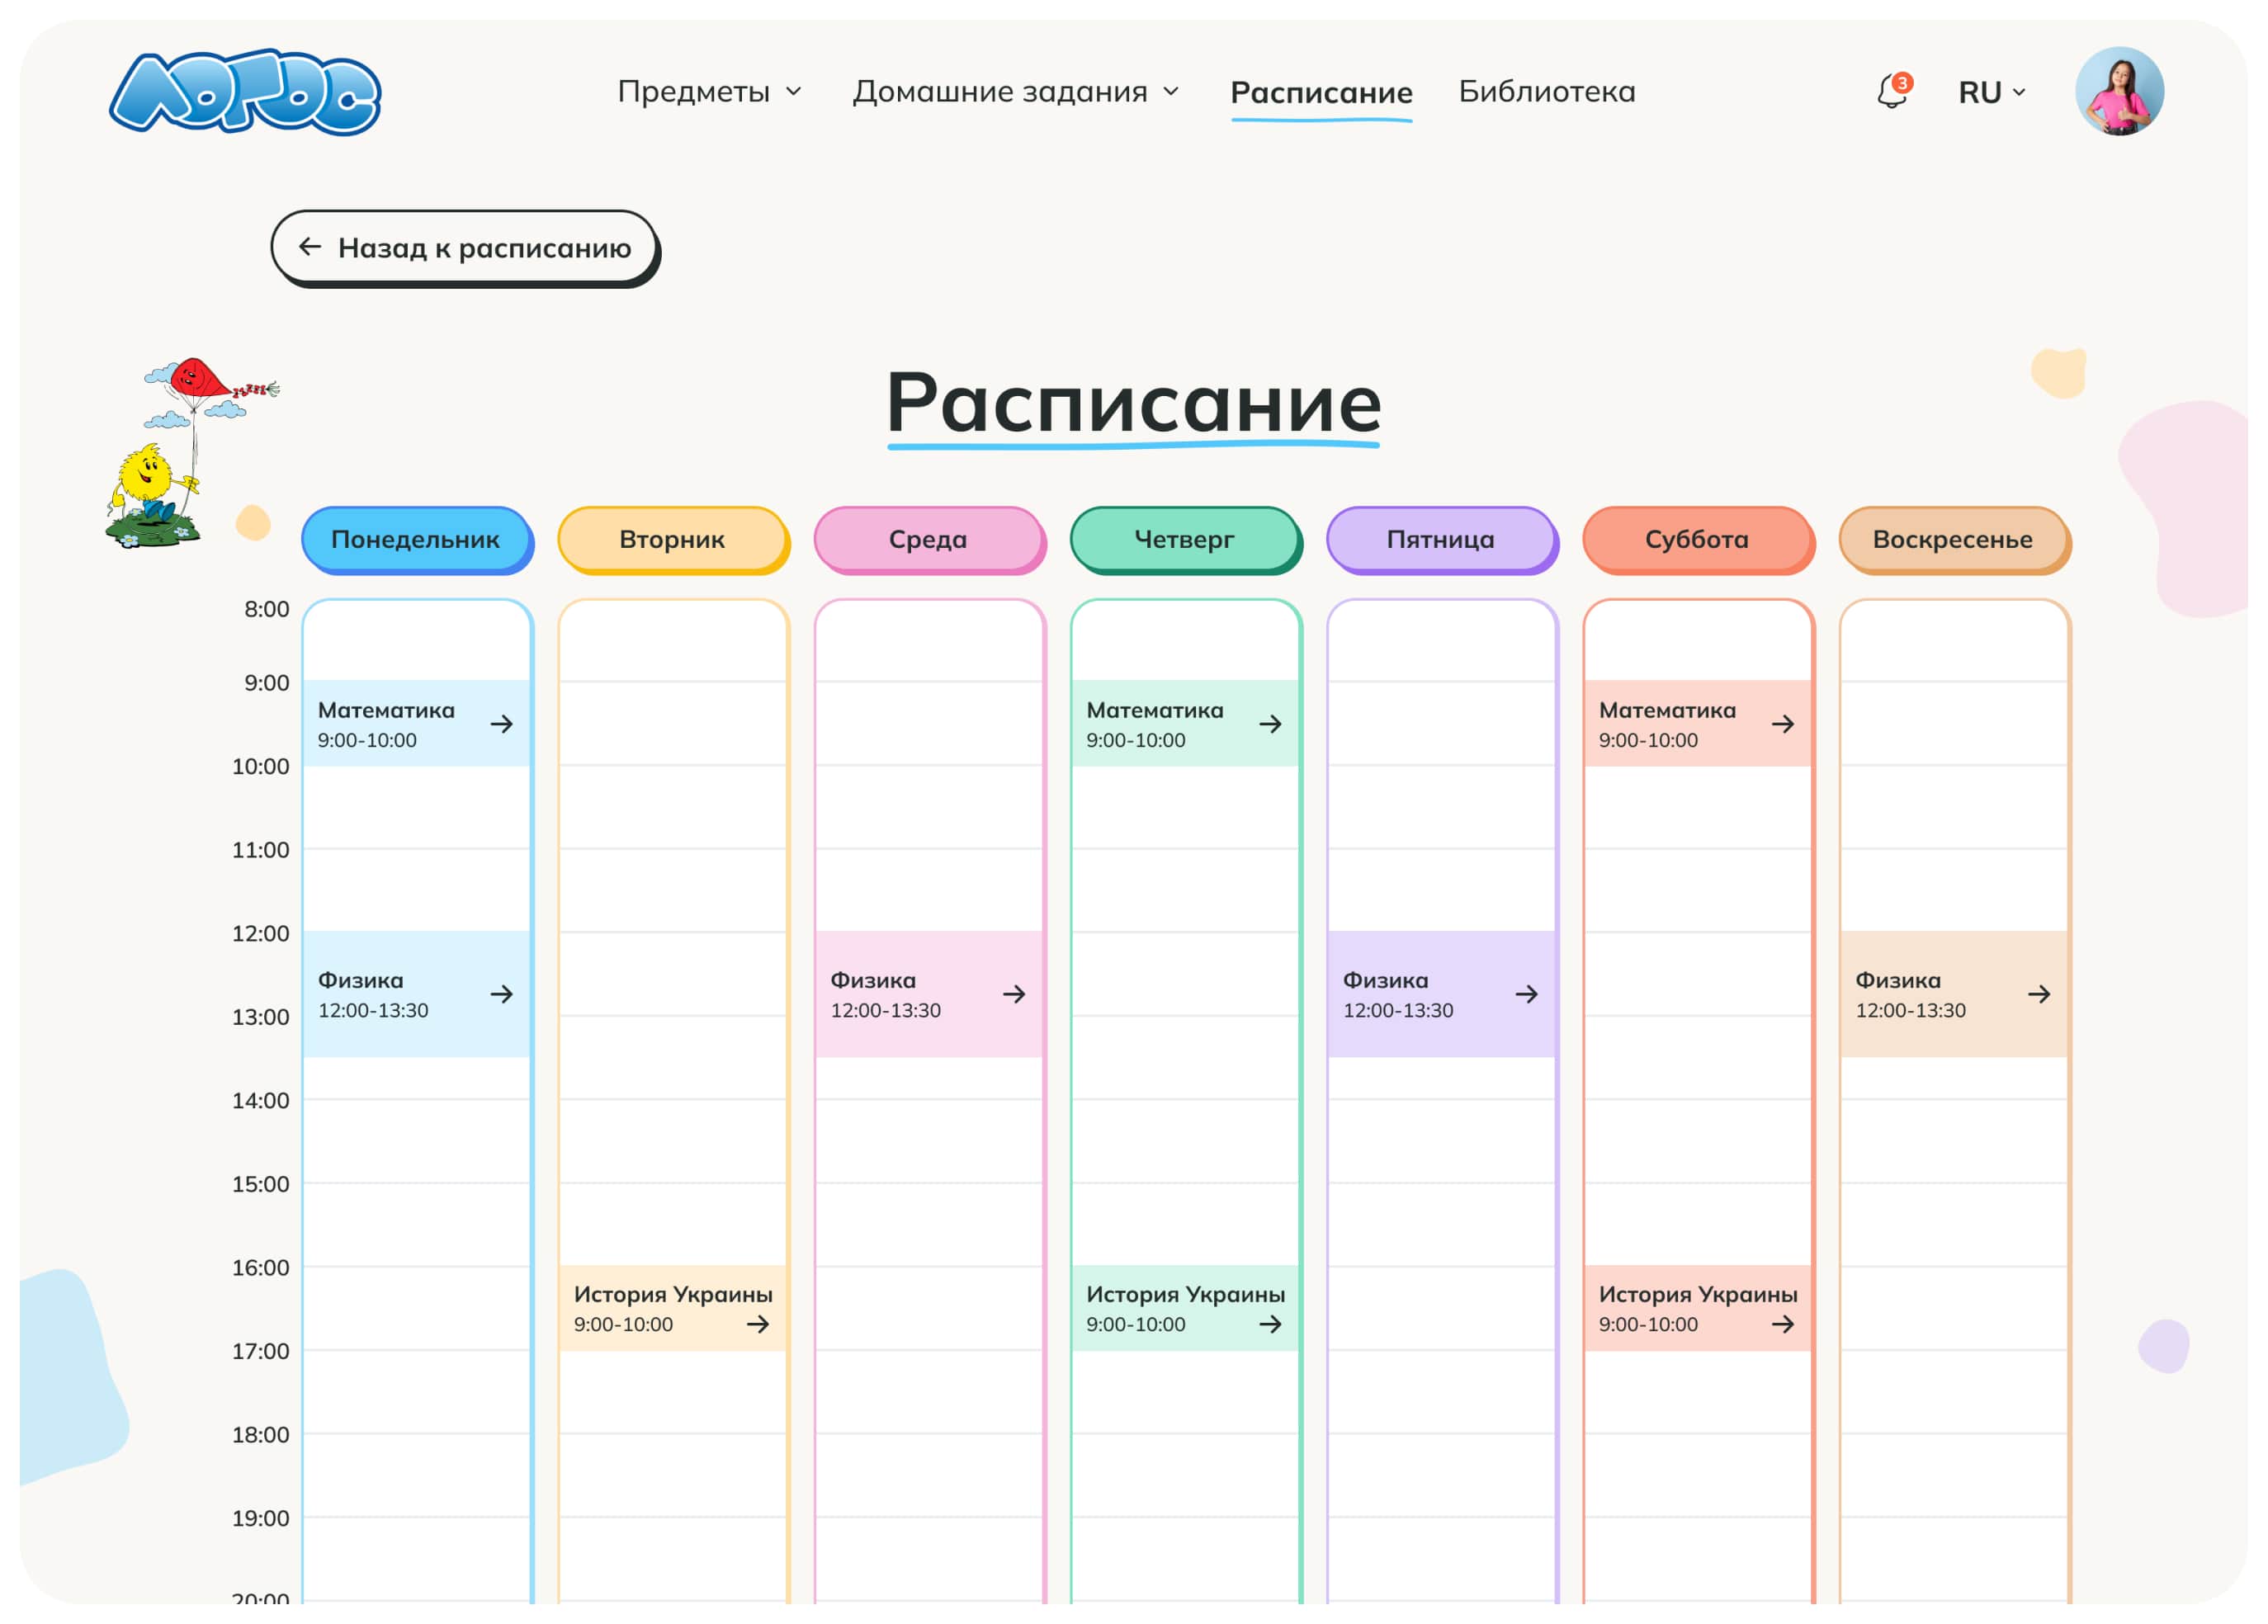 ЛОГОС
Предметы
Домашние задания
Расписание
Библиотека
3
RU
Назад к расписанию
Расписание
Понедельник
Вторник
Среда
Четверг
Пятница
Суббота
Воскресенье
8:00
9:00
Математика
9:00-10:00
Математика
9:00-10:00
Математика
9:00-10:00
10:00
11:00
12:00
Физика
12:00-13:30
Физика
12:00-13:30
Физика
12:00-13:30
Физика
12:00-13:30
13:00
14:00
15:00
16:00
История Украины
9:00-10:00
История Украины
9:00-10:00
История Украины
9:00-10:00
17:00
18:00
19:00
20:00